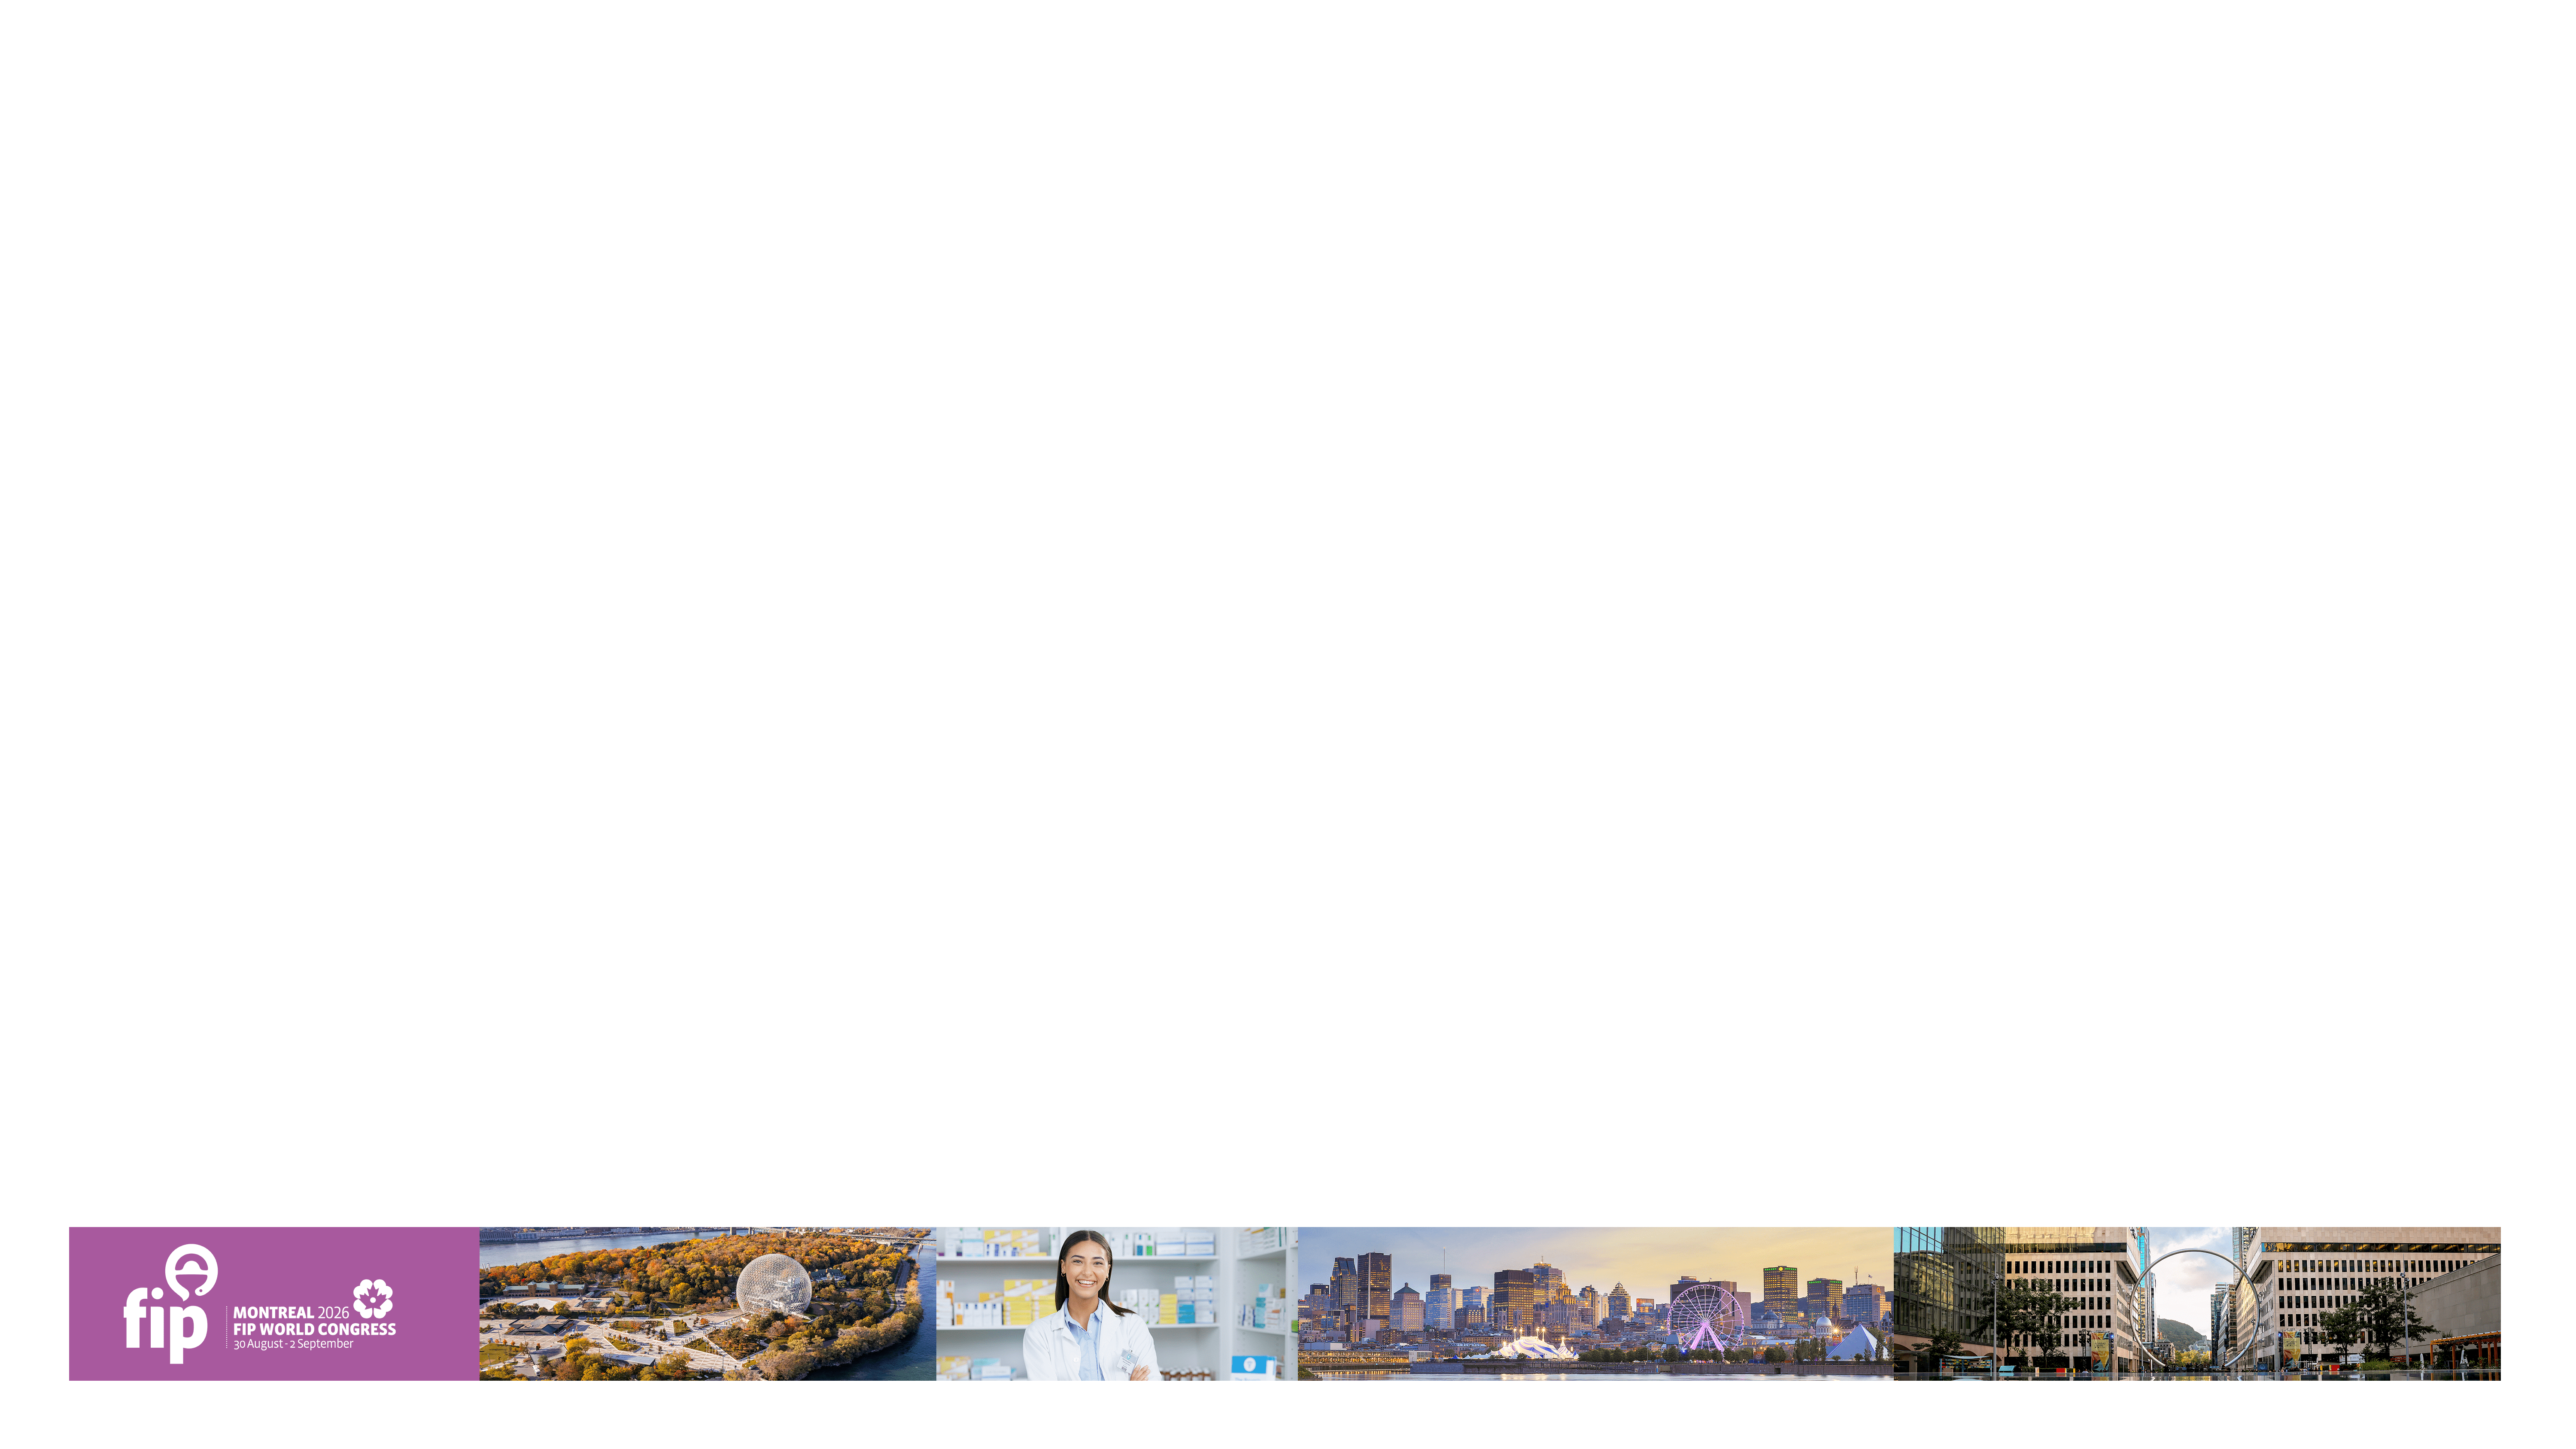 fip
MONTREAL 2026
FIP WORLD CONGRESS
30 August - 2 September